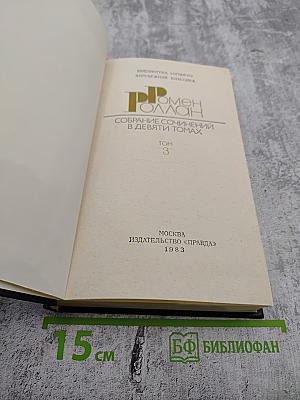 БИБЛИОТЕКА «ОГОНЕК»
ЗАРУБЕЖНАЯ КЛАССИКА
РОМЕН
РОЛЛАН
СОБРАНИЕ СОЧИНЕНИЙ
В ДЕВЯТИ ТОМАХ
ТОМ
3
МОСКВА
ИЗДАТЕЛЬСТВО «ПРАВДА»
1983
15 см
БФ БИБЛИОФАН